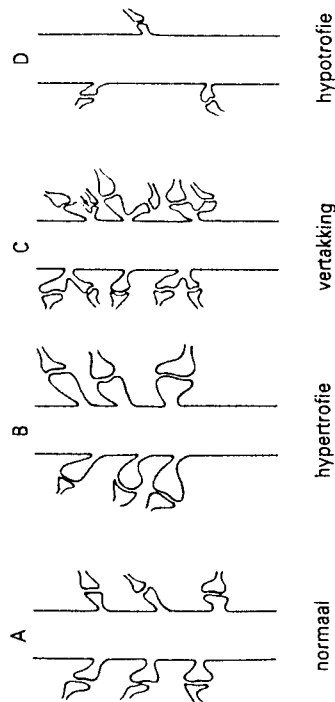 A
normaal
B
hypertrofie
C
vertakking
D
hypotrofie